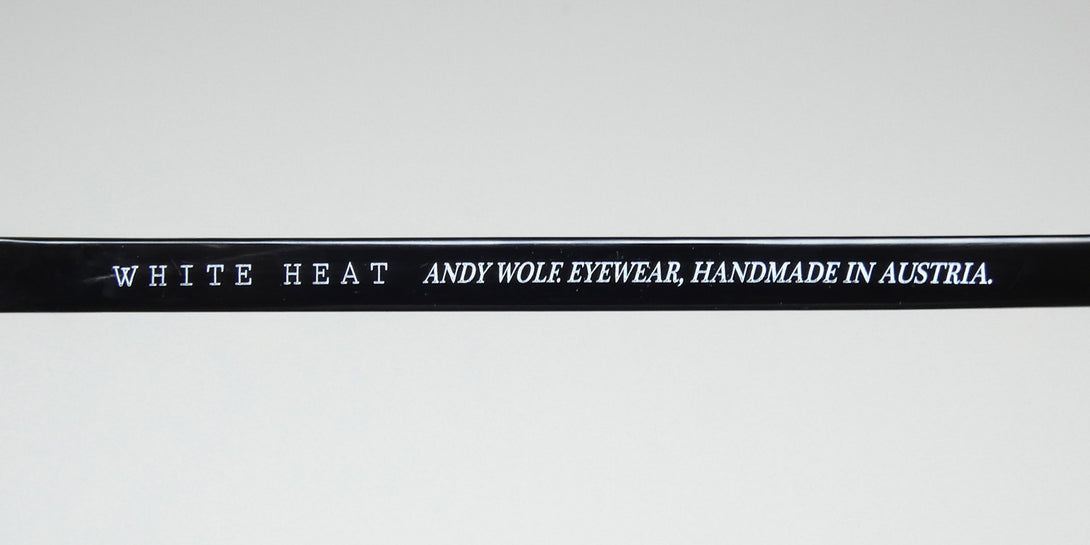 WHITE HEAT ANDY WOLF. EYEWEAR, HANDMADE IN AUSTRIA.